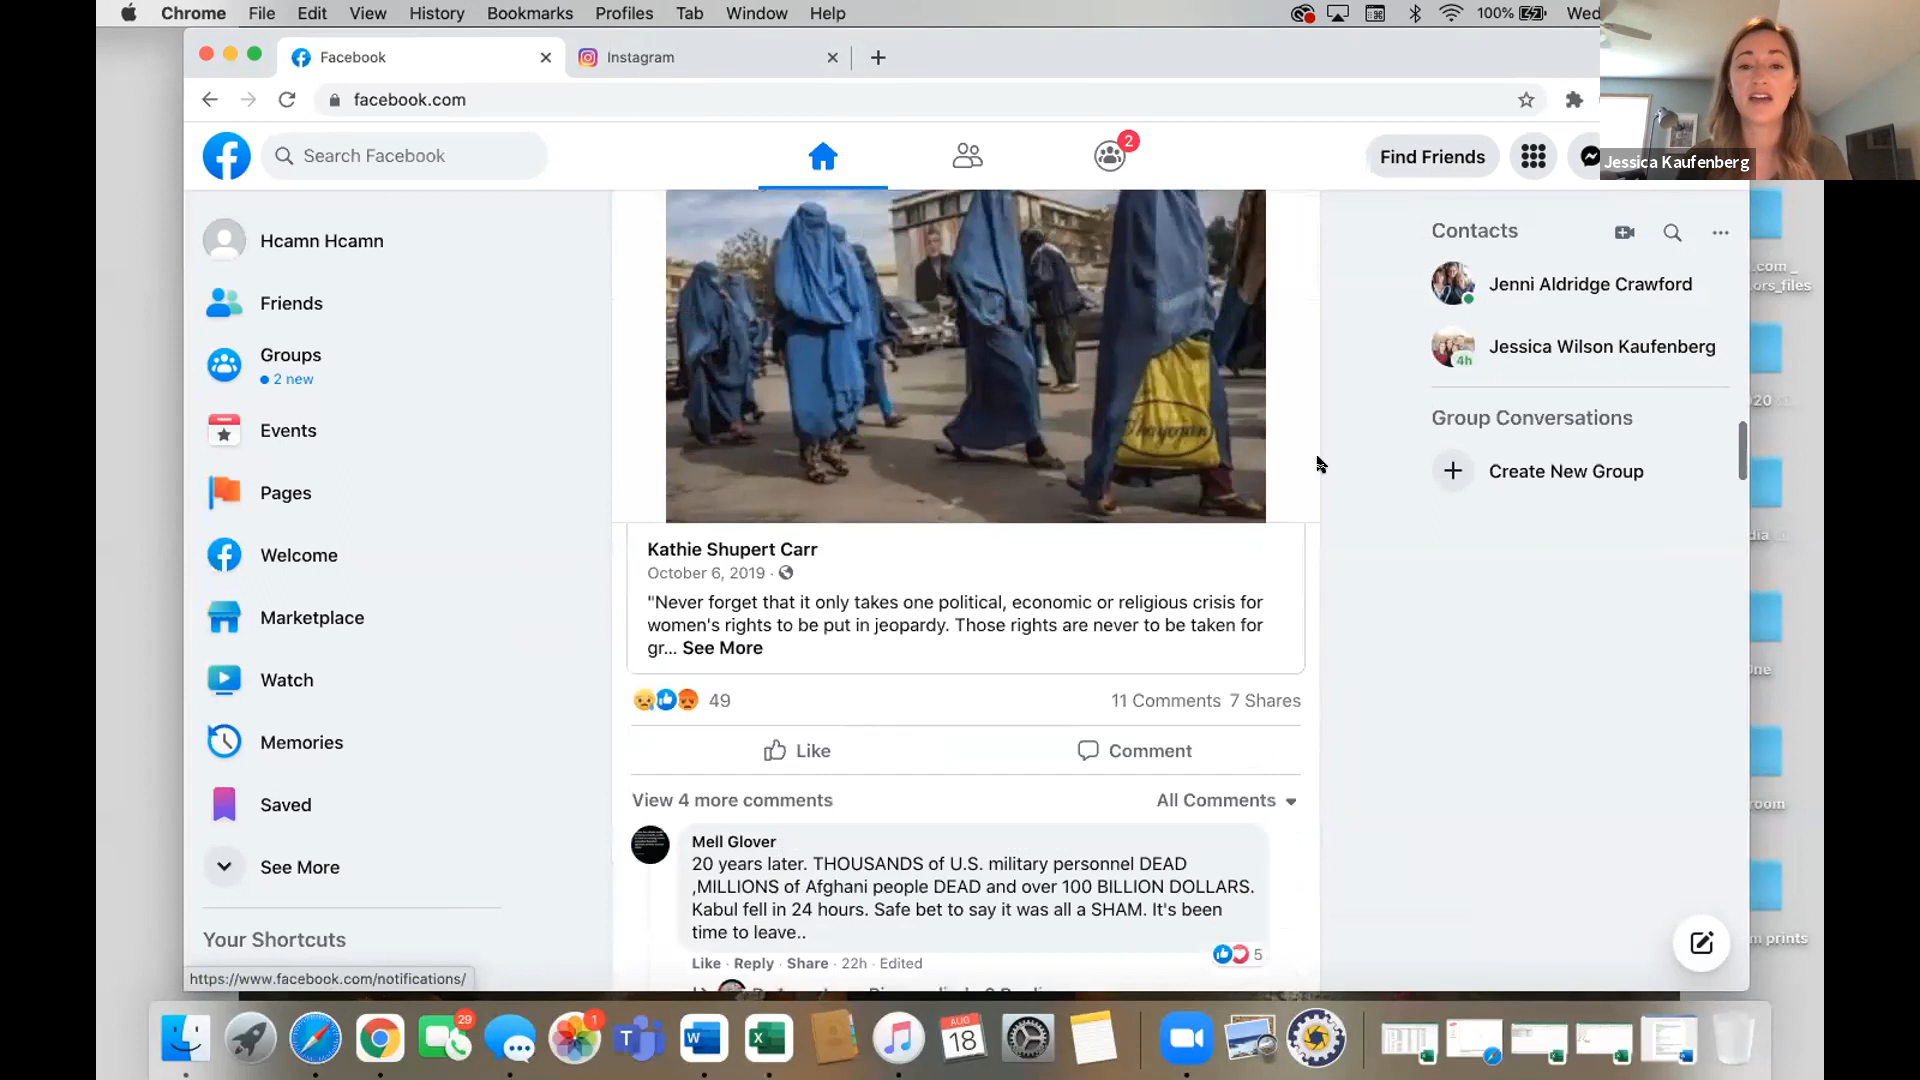 Chrome File Edit View History Bookmarks Profiles Tab Window Help
100%
Wed
Facebook
Instagram
facebook.com
Search Facebook
2
Find Friends
Jessica Kaufenberg
Hcamn Hcamn
Friends
Groups
2 new
Events
Pages
Welcome
Marketplace
Watch
Memories
Saved
See More
Your Shortcuts
https://www.facebook.com/notifications/
Kathie Shupert Carr
October 6, 2019 ·
"Never forget that it only takes one political, economic or religious crisis for
women's rights to be put in jeopardy. Those rights are never to be taken for
gr... See More
49
11 Comments 7 Shares
Like
Comment
View 4 more comments
All Comments
Mell Glover
20 years later. THOUSANDS of U.S. military personnel DEAD
,MILLIONS of Afghani people DEAD and over 100 BILLION DOLLARS.
Kabul fell in 24 hours. Safe bet to say it was all a SHAM. It's been
time to leave..
5
Like · Reply · Share · 22h · Edited
Contacts
Jenni Aldridge Crawford
4h
Jessica Wilson Kaufenberg
Group Conversations
Create New Group
.com _
ors_files
29
1
AUG
18